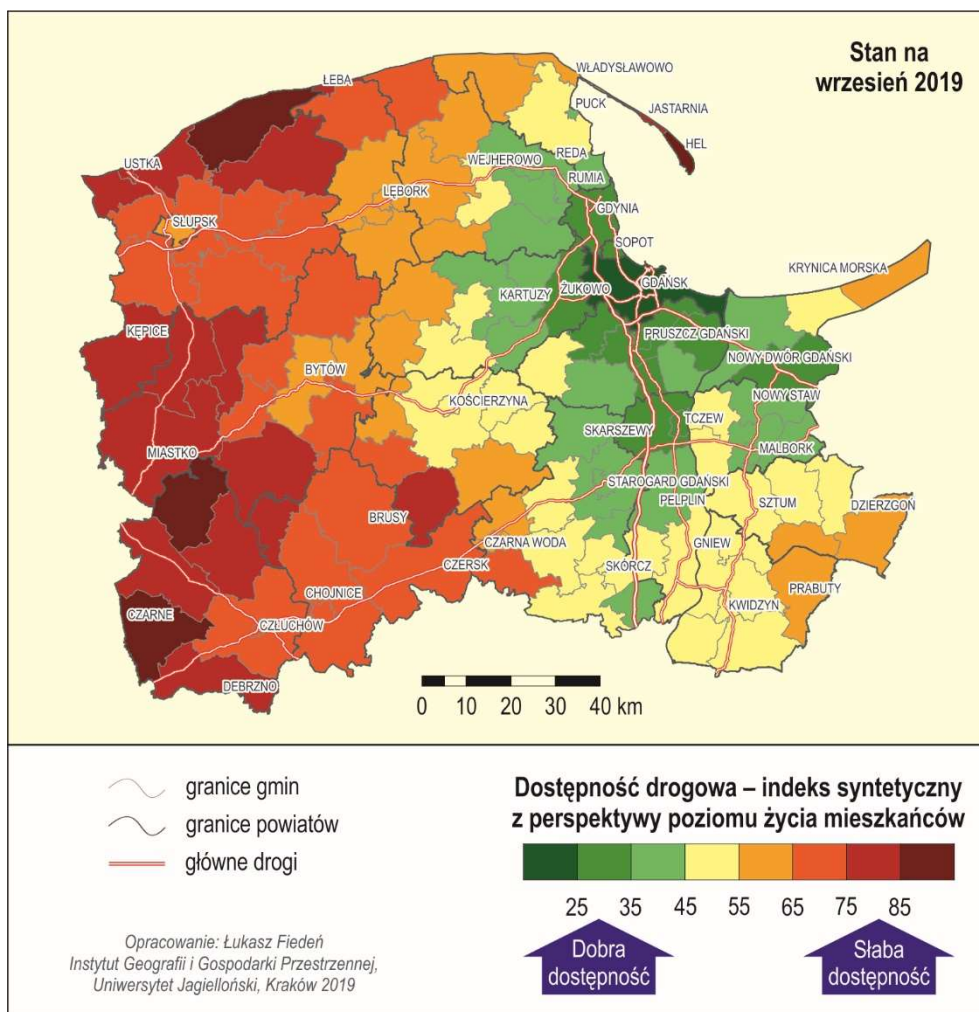 Stan na
wrzesień 2019
WŁADYSŁAWOWO
ŁEBA
PUCK
JASTARNIA
HEL
USTKA
WEJHEROWO
REDA
RUMIA
LĘBORK
GDYNIA
SŁUPSK
SOPOT
KRYNICA MORSKA
GDAŃSK
KARTUZY
ŻUKOWO
KĘPICE
PRUSZCZ GDAŃSKI
NOWY DWÓR GDAŃSKI
BYTÓW
NOWY STAW
KOŚCIERZYNA
TCZEW
SKARSZEWY
MIASTKO
MALBORK
STAROGARD GDAŃSKI
PELPLIN
SZTUM
DZIERZGOŃ
BRUSY
CZARNA WODA
GNIEW
CZERSK
SKÓRCZ
PRABUTY
CHOJNICE
KWIDZYN
CZARNE
CZŁUCHÓW
DEBRZNO
0 10 20 30 40 km
granice gmin
granice powiatów
główne drogi
Opracowanie: Łukasz Fiedeń
Instytut Geografii i Gospodarki Przestrzennej,
Uniwersytet Jagielloński, Kraków 2019
Dostępność drogowa – indeks syntetyczny
z perspektywy poziomu życia mieszkańców
25 35 45 55 65 75 85
Dobra
dostępność
Słaba
dostępność